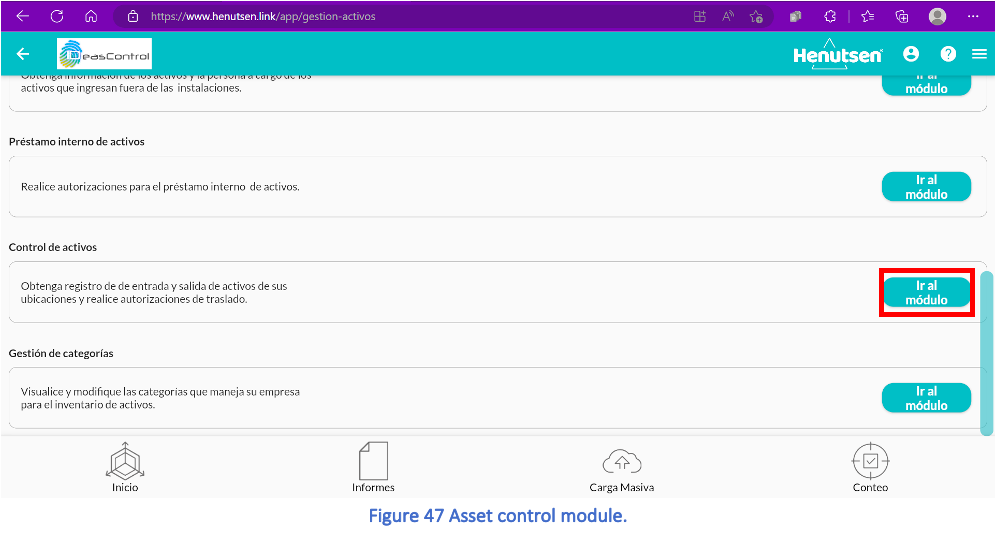 https://www.henutsen.link/app/gestion-activos
IDeasControl
Henutsen
Obtenga información de los activos y la persona a cargo de los
activos que ingresan fuera de las instalaciones.
Ir al
módulo
Préstamo interno de activos
Realice autorizaciones para el préstamo interno de activos.
Ir al
módulo
Control de activos
Obtenga registro de de entrada y salida de activos de sus
ubicaciones y realice autorizaciones de traslado.
Ir al
módulo
Gestión de categorías
Visualice y modifique las categorías que maneja su empresa
para el inventario de activos.
Ir al
módulo
Inicio
Informes
Carga Masiva
Conteo
Figure 47 Asset control module.